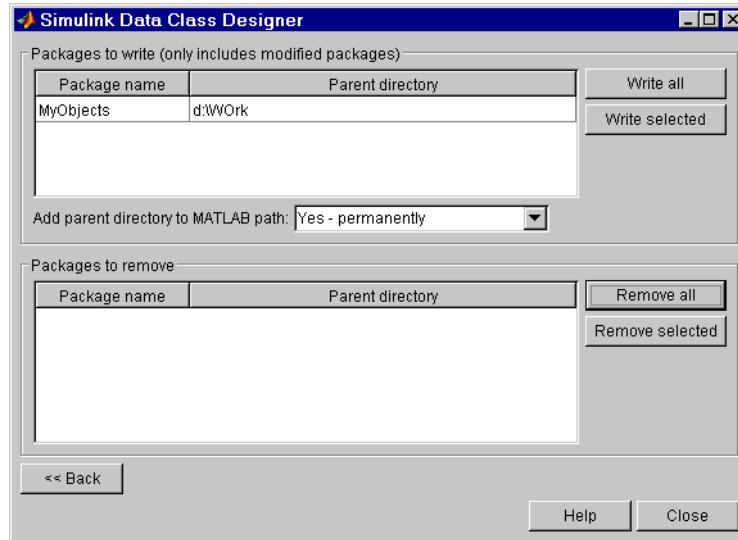 Simulink Data Class Designer
Packages to write (only includes modified packages)
Package name Parent directory
Write all
MyObjects d:\WOrk
Write selected
Add parent directory to MATLAB path: Yes - permanently
Packages to remove
Package name Parent directory
Remove all
Remove selected
<< Back
Help Close